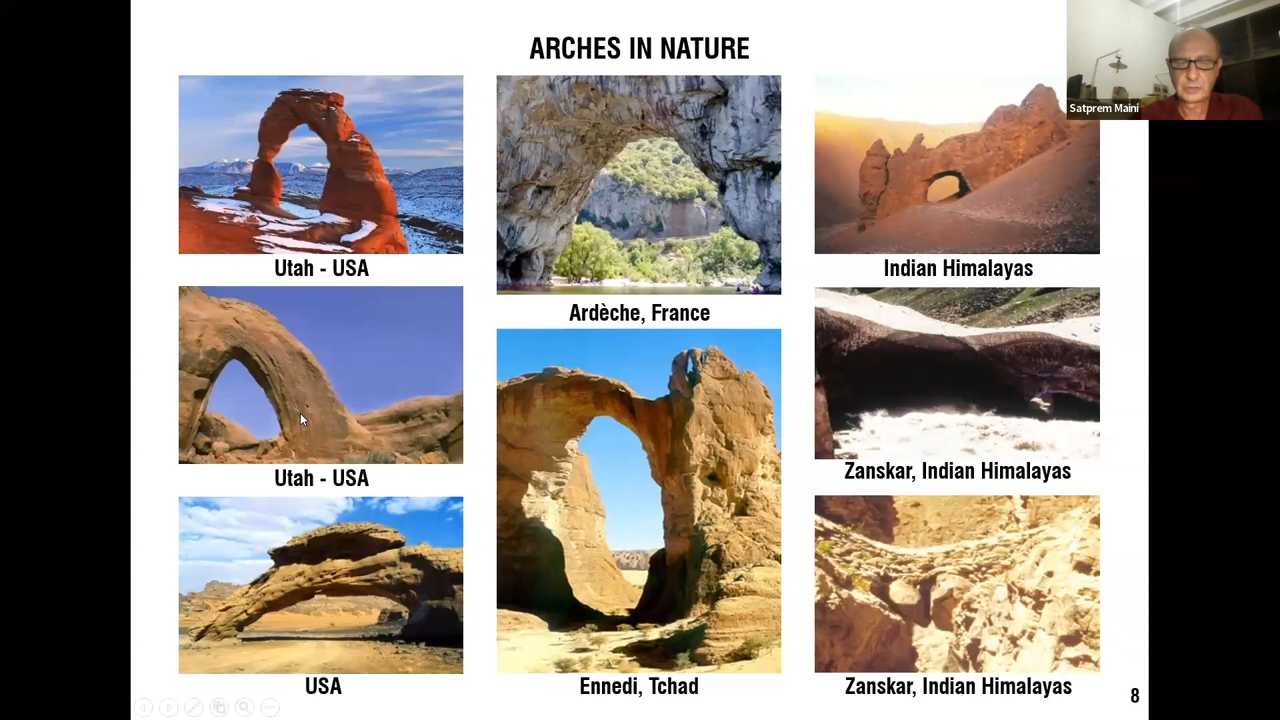 ARCHES IN NATURE
Satprem Maini
Utah - USA
Ardèche, France
Indian Himalayas
Utah - USA
Zanskar, Indian Himalayas
USA
Ennedi, Tchad
Zanskar, Indian Himalayas
8